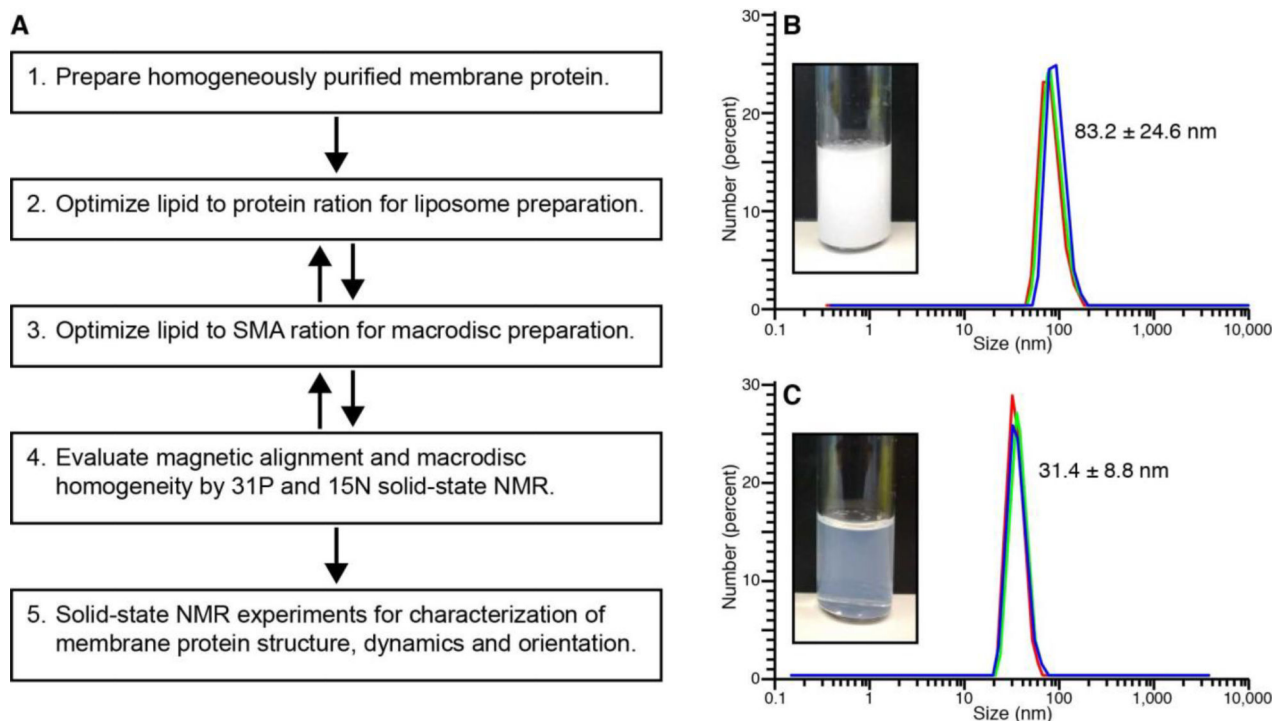 A
1. Prepare homogeneously purified membrane protein.
2. Optimize lipid to protein ration for liposome preparation.
3. Optimize lipid to SMA ration for macrodisc preparation.
4. Evaluate magnetic alignment and macrodisc
homogeneity by 31P and 15N solid-state NMR.
5. Solid-state NMR experiments for characterization of
membrane protein structure, dynamics and orientation.
B
30
20
10
0
Number (percent)
83.2 ± 24.6 nm
0.1 1 10 100 1,000 10,000
Size (nm)
C
30
20
10
0
Number (percent)
31.4 ± 8.8 nm
0.1 1 10 100 1,000 10,000
Size (nm)